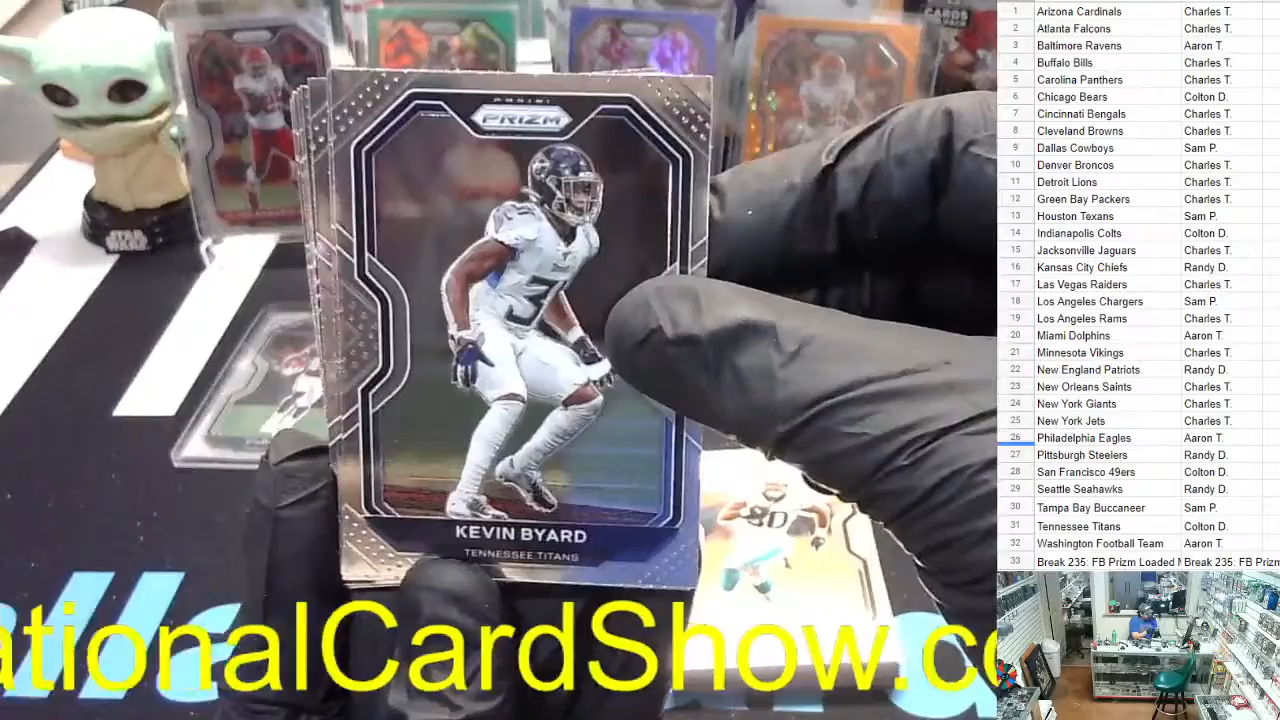 CARDS
PANINI
PRIZM
31
KEVIN BYARD
TENNESSEE TITANS
STAR
WARS
80
ationalCardShow.c
1 Arizona Cardinals Charles T.
2 Atlanta Falcons Charles T.
3 Baltimore Ravens Aaron T.
4 Buffalo Bills Charles T.
5 Carolina Panthers Charles T.
6 Chicago Bears Colton D.
7 Cincinnati Bengals Charles T.
8 Cleveland Browns Charles T.
9 Dallas Cowboys Sam P.
10 Denver Broncos Charles T.
11 Detroit Lions Charles T.
12 Green Bay Packers Charles T.
13 Houston Texans Sam P.
14 Indianapolis Colts Colton D.
15 Jacksonville Jaguars Charles T.
16 Kansas City Chiefs Randy D.
17 Las Vegas Raiders Charles T.
18 Los Angeles Chargers Sam P.
19 Los Angeles Rams Charles T.
20 Miami Dolphins Aaron T.
21 Minnesota Vikings Charles T.
22 New England Patriots Randy D.
23 New Orleans Saints Charles T.
24 New York Giants Charles T.
25 New York Jets Charles T.
26 Philadelphia Eagles Aaron T.
27 Pittsburgh Steelers Randy D.
28 San Francisco 49ers Colton D.
29 Seattle Seahawks Randy D.
30 Tampa Bay Buccaneer Sam P.
31 Tennessee Titans Colton D.
32 Washington Football Team Aaron T.
33 Break 235: FB Prizm Loaded Break 235: FB Prizm